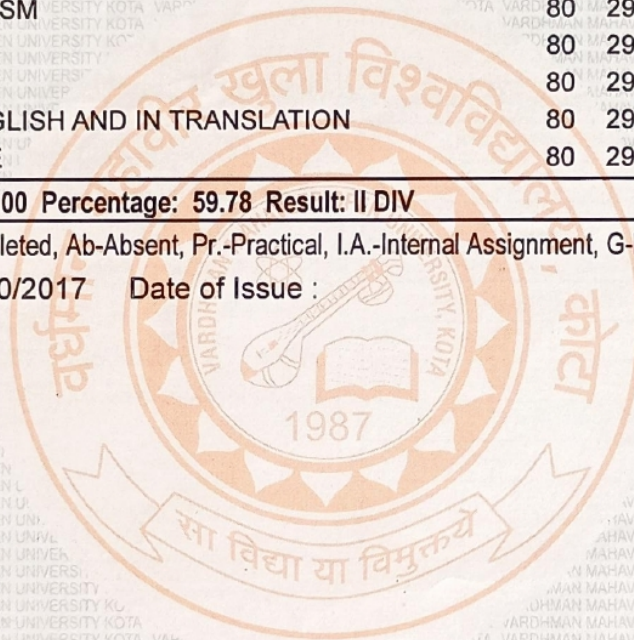 SM 80 29
80 29
80 29
GLISH AND IN TRANSLATION 80 29
E 80 29
00 Percentage: 59.78 Result: II DIV
leted, Ab-Absent, Pr.-Practical, I.A.-Internal Assignment, G-
0/2017 Date of Issue :
वर्धमान महावीर खुला विश्वविद्यालय, कोटा
VARDHMAN MAHAVEER OPEN UNIVERSITY, KOTA
1987
सा विद्या या विमुक्तये